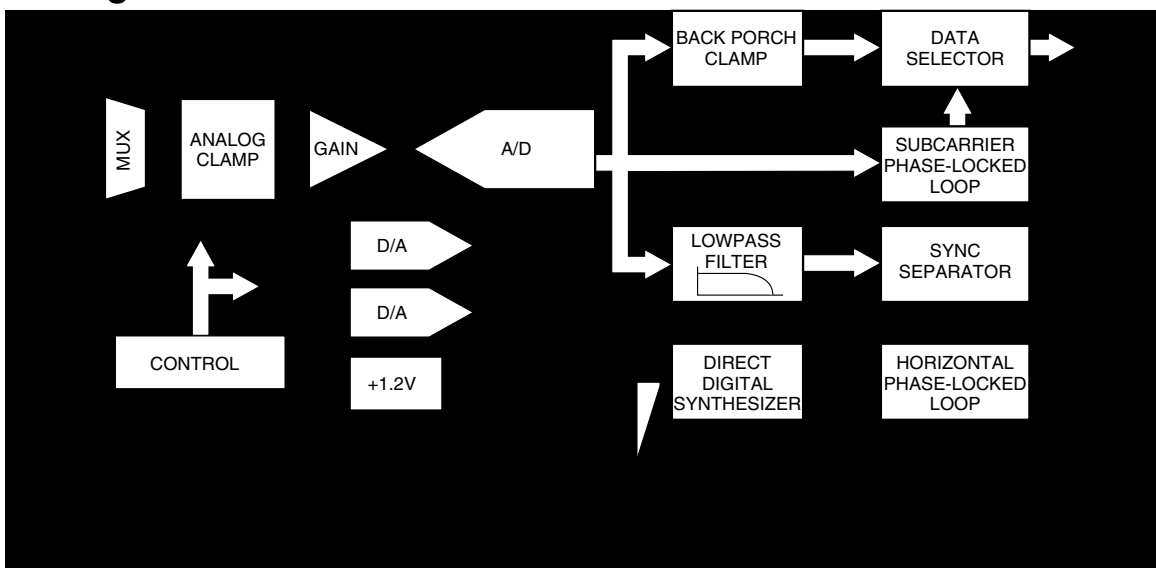 BACK PORCH
CLAMP
DATA
SELECTOR
MUX
ANALOG
CLAMP
GAIN
A/D
SUBCARRIER
PHASE-LOCKED
LOOP
D/A
LOWPASS
FILTER
SYNC
SEPARATOR
D/A
CONTROL
+1.2V
DIRECT
DIGITAL
SYNTHESIZER
HORIZONTAL
PHASE-LOCKED
LOOP